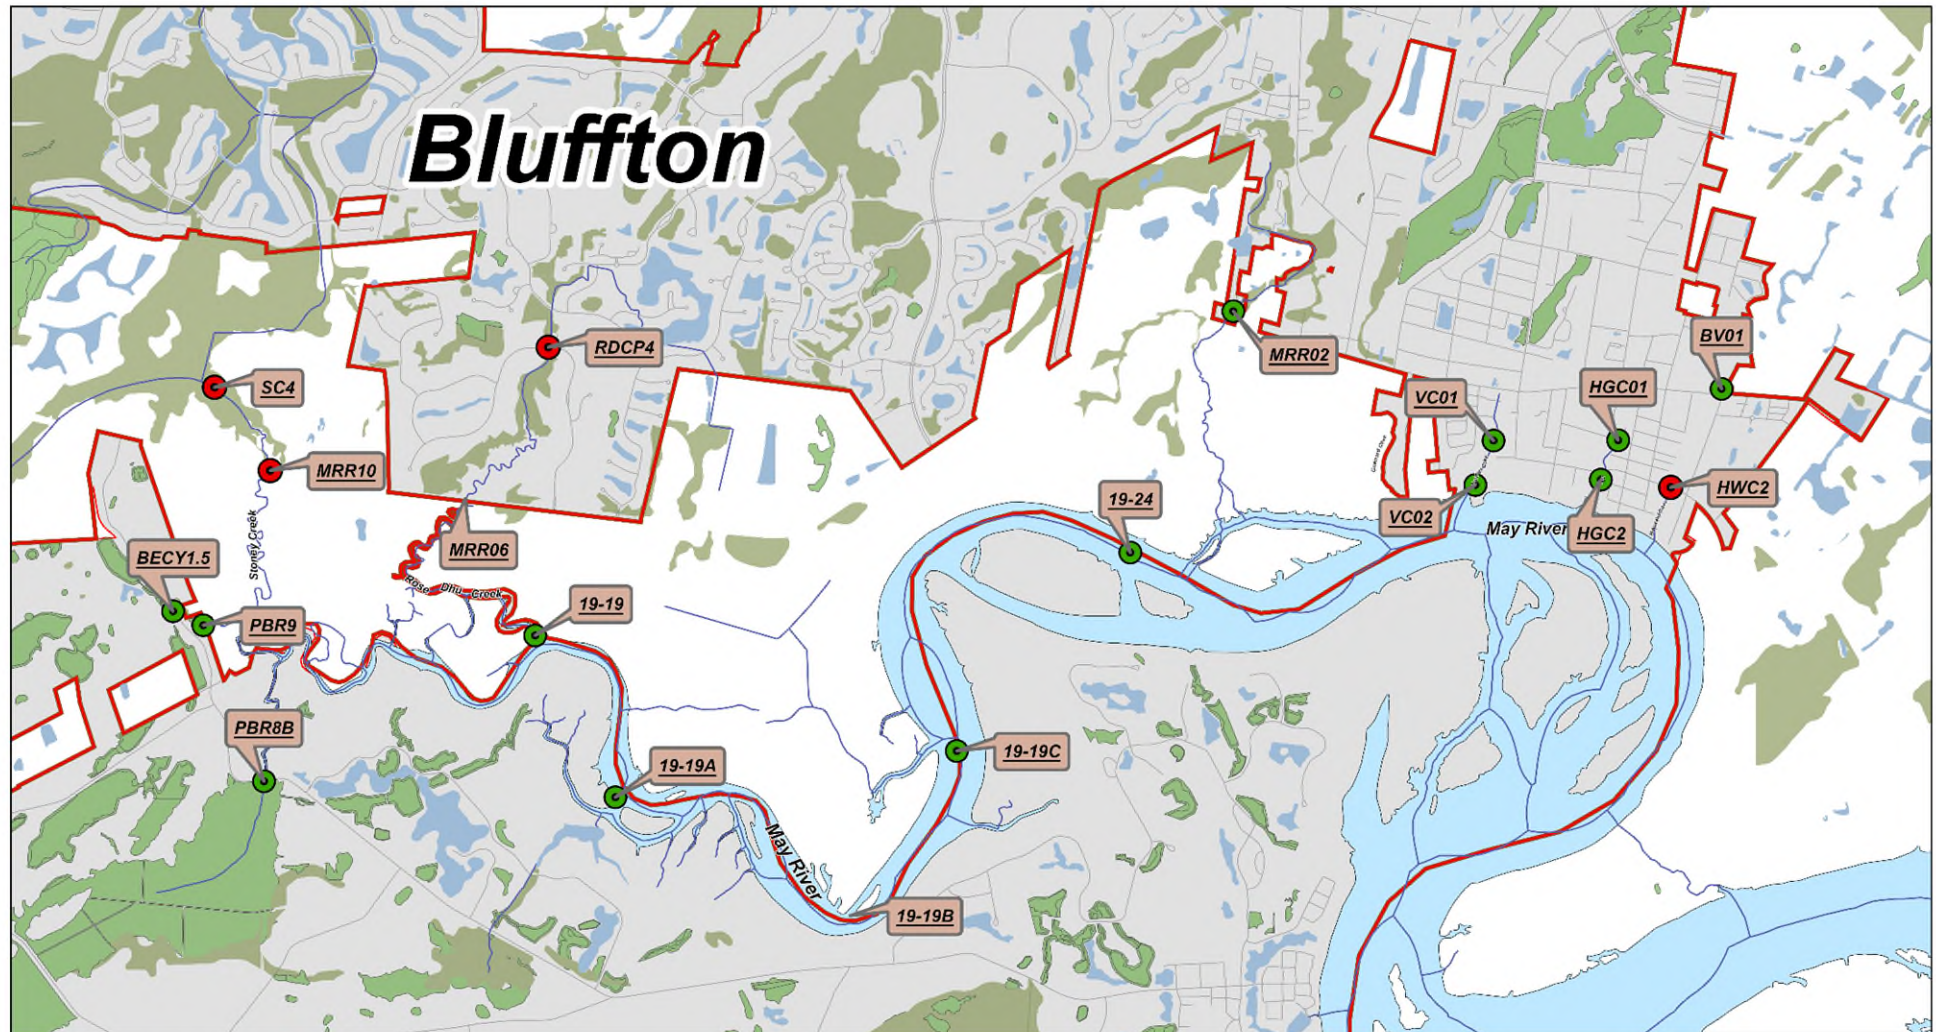 Bluffton
RDCP4
MRR02
BV01
SC4
VC01
HGC01
MRR10
HWC2
19-24
VC02
May River
HGC2
Stoney Creek
MRR06
BECY1.5
Rose Dhu Creek
19-19
PBR9
PBR8B
19-19C
19-19A
May River
19-19B